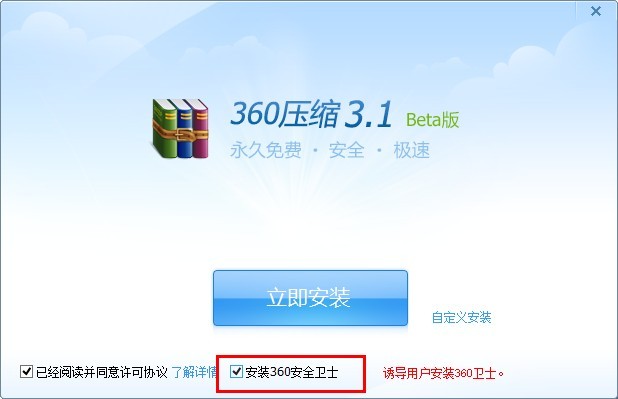 360压缩 3.1 Beta版
永久免费 · 安全 · 极速
立即安装
自定义安装
已经阅读并同意许可协议 了解详情 安装360安全卫士 诱导用户安装360卫士。